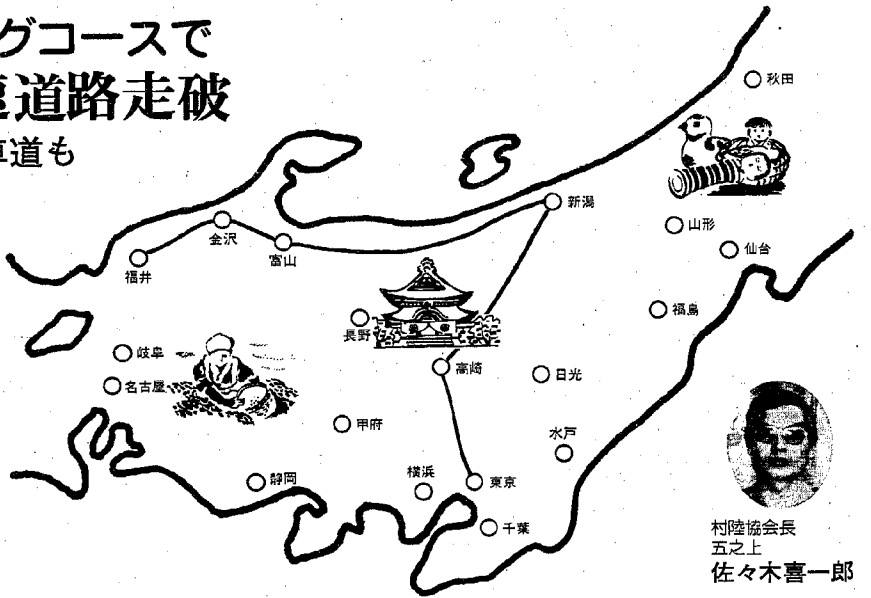 グコースで
速道路走破
車道も
秋田
新潟
山形
金沢
仙台
富山
福井
福島
長野
岐阜
高崎
日光
名古屋
甲府
水戸
横浜
静岡
東京
千葉
村陸協会長
五之上
佐々木喜一郎